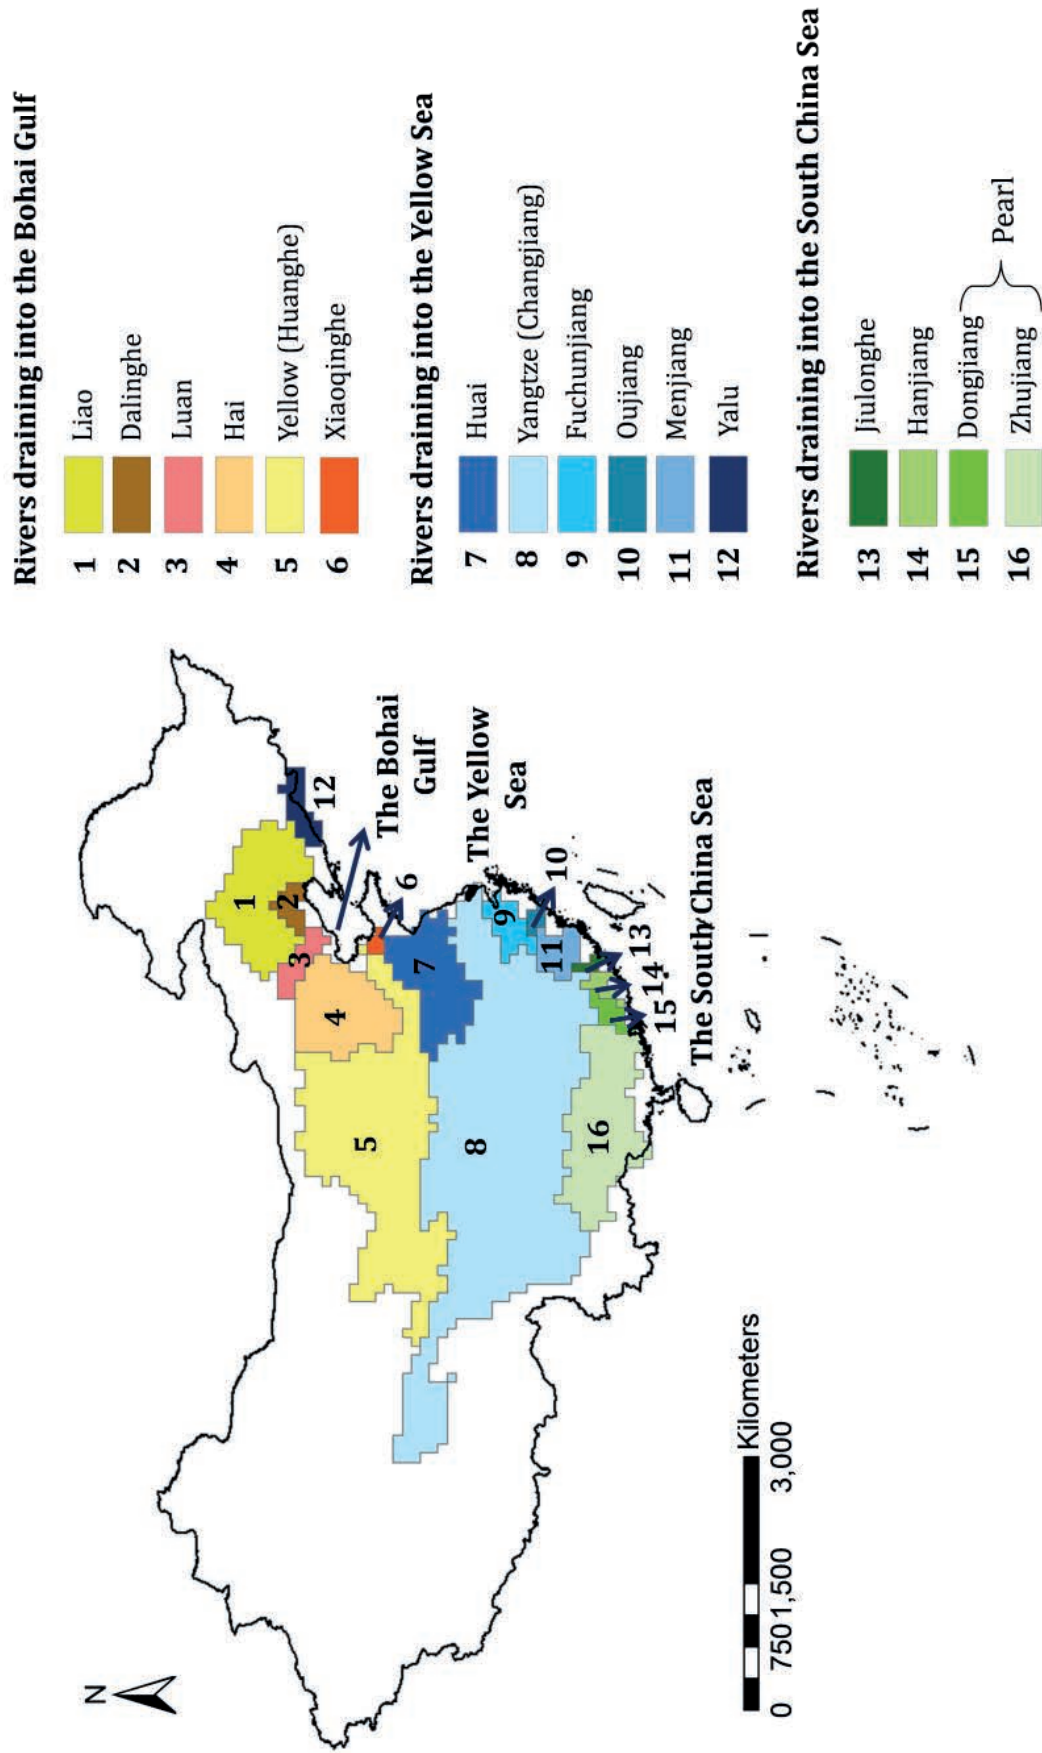 N
1
2
3
4
5
6
7
8
9
10
11
12
13
14
15
16
The Bohai
Gulf
The Yellow
Sea
The South China Sea
Kilometers
0 750 1,500 3,000
Rivers draining into the Bohai Gulf
1 Liao
2 Dalinghe
3 Luan
4 Hai
5 Yellow (Huanghe)
6 Xiaoqinghe
Rivers draining into the Yellow Sea
7 Huai
8 Yangtze (Changjiang)
9 Fuchunjiang
10 Oujiang
11 Menjiang
12 Yalu
Rivers draining into the South China Sea
13 Jiulonghe
14 Hanjiang
15 Dongjiang
16 Zhujiang
Pearl